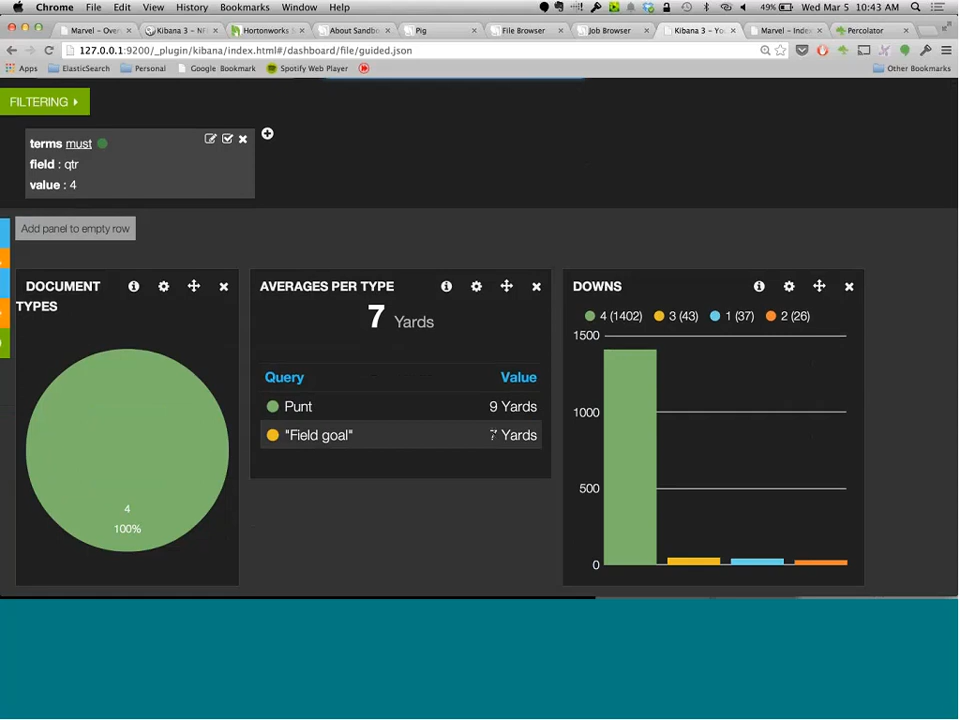 Chrome File Edit View History Bookmarks Window Help 49% Wed Mar 5 10:43 AM
Marvel – Over Kibana 3 – NF Hortonworks About Sandbo Pig File Browser Job Browser Kibana 3 – Yo Marvel – Index Percolator
127.0.0.1:9200/_plugin/kibana/index.html#/dashboard/file/guided.json
Apps ElasticSearch Personal Google Bookmark Spotify Web Player Other Bookmarks
FILTERING
terms must
field : qtr
value : 4
Add panel to empty row
DOCUMENT TYPES
4
100%
AVERAGES PER TYPE
7 Yards
Query Value
Punt 9 Yards
"Field goal" 7 Yards
DOWNS
4 (1402) 3 (43) 1 (37) 2 (26)
1500
1000
500
0